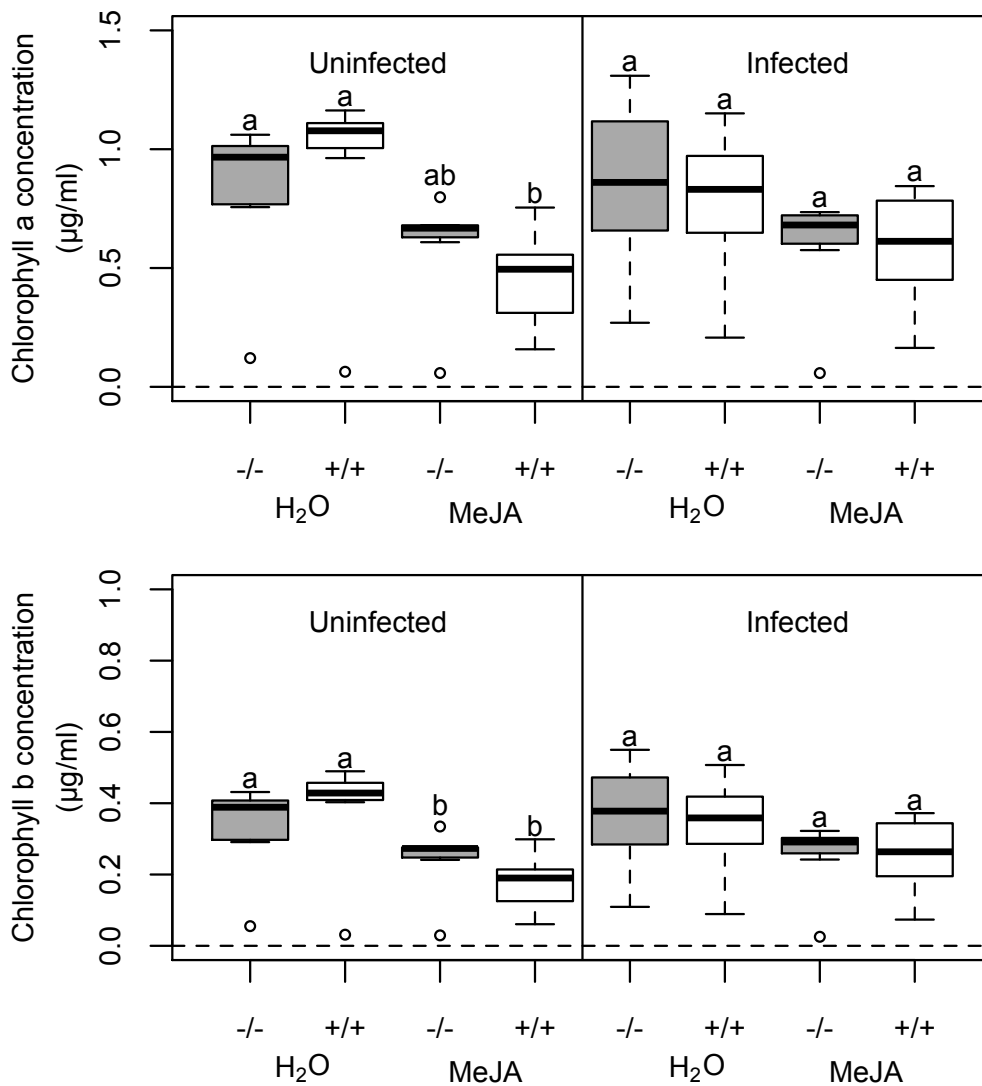 Chlorophyll a concentration
(µg/ml)
1.5
1.0
0.5
0.0
Uninfected
Infected
a
a
ab
b
a
a
a
a
-/-
+/+
-/-
+/+
-/-
+/+
-/-
+/+
H₂O
MeJA
H₂O
MeJA
Chlorophyll b concentration
(µg/ml)
1.0
0.8
0.6
0.4
0.2
0.0
Uninfected
Infected
a
a
b
b
a
a
a
a
-/-
+/+
-/-
+/+
-/-
+/+
-/-
+/+
H₂O
MeJA
H₂O
MeJA